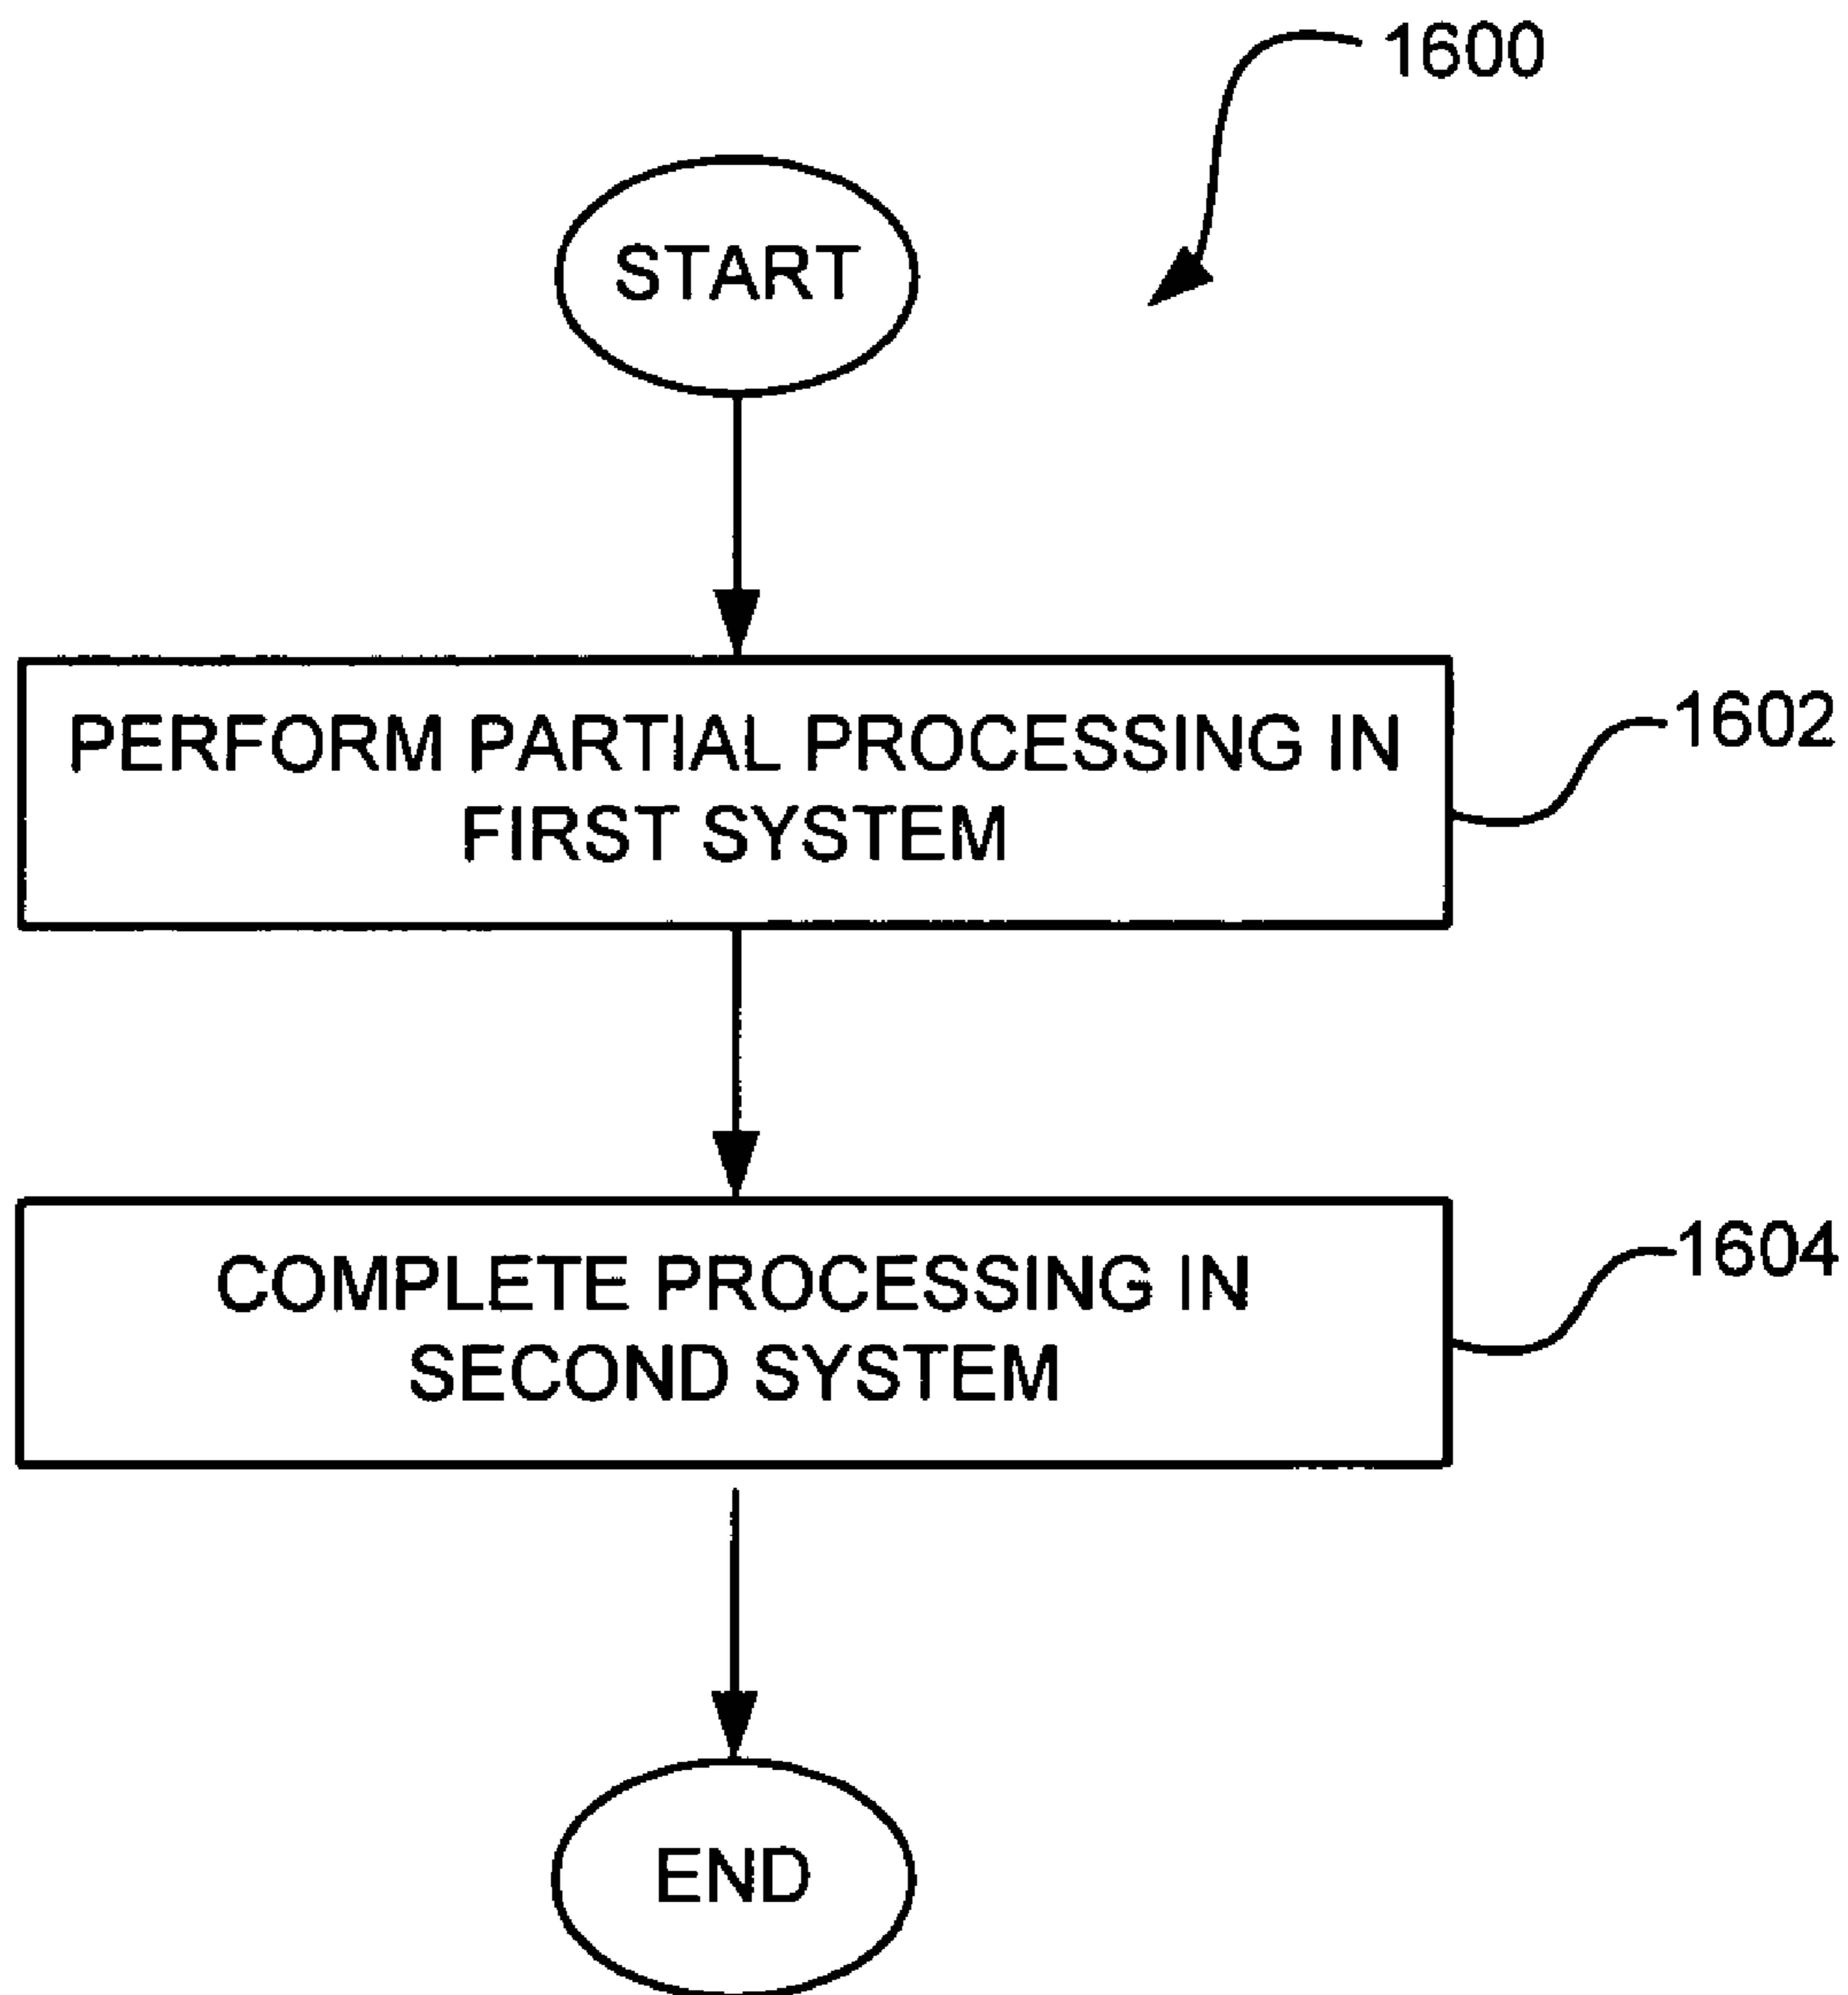 1600
START
PERFORM PARTIAL PROCESSING IN
FIRST SYSTEM
1602
COMPLETE PROCESSING IN
SECOND SYSTEM
1604
END